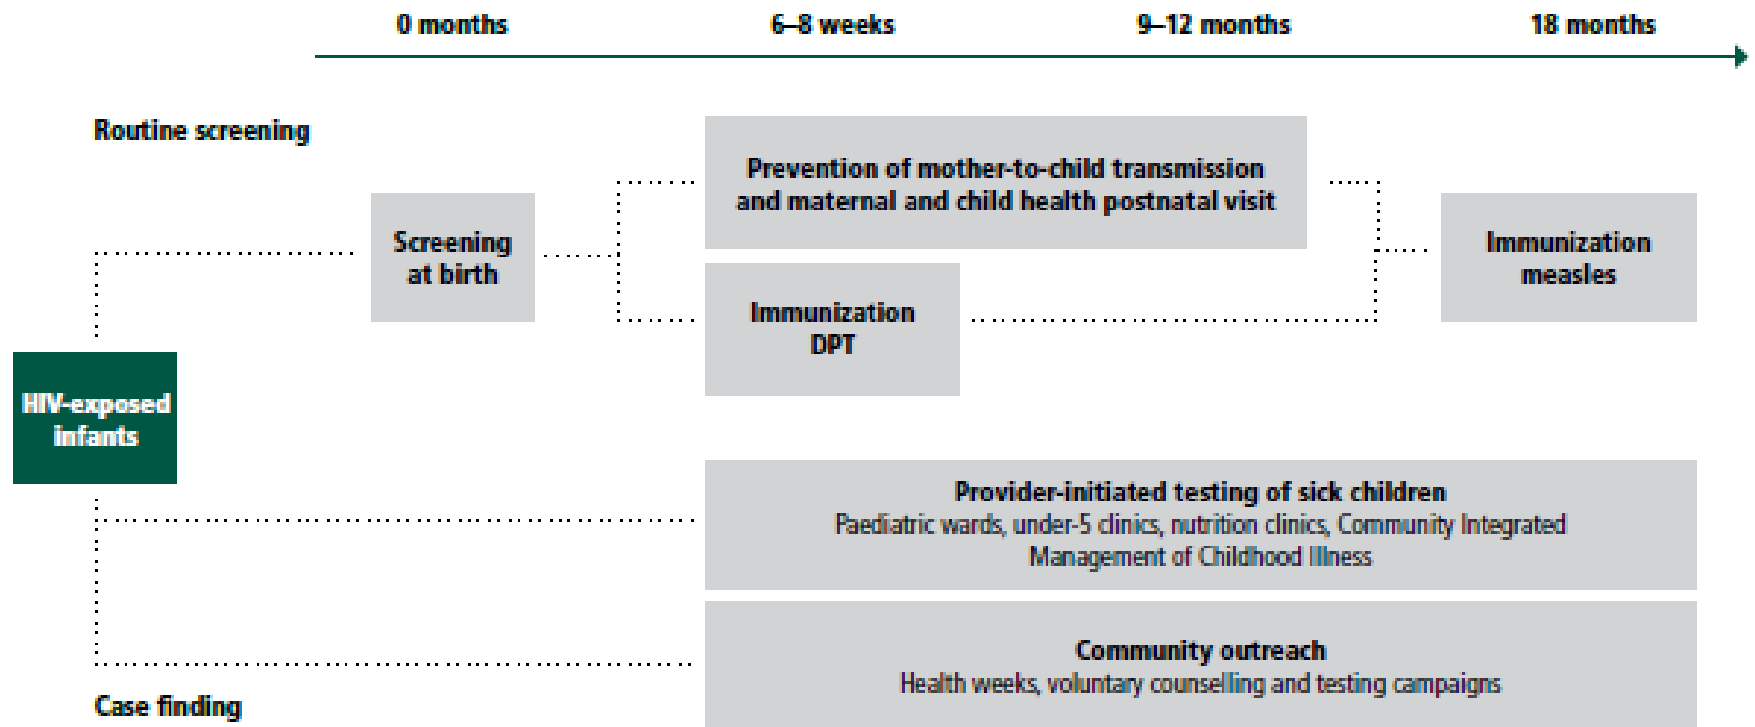 0 months
6–8 weeks
9–12 months
18 months
Routine screening
Prevention of mother-to-child transmission
and maternal and child health postnatal visit
Screening
at birth
Immunization
measles
Immunization
DPT
HIV-exposed
infants
Provider-initiated testing of sick children
Paediatric wards, under-5 clinics, nutrition clinics, Community Integrated
Management of Childhood Illness
Community outreach
Health weeks, voluntary counselling and testing campaigns
Case finding